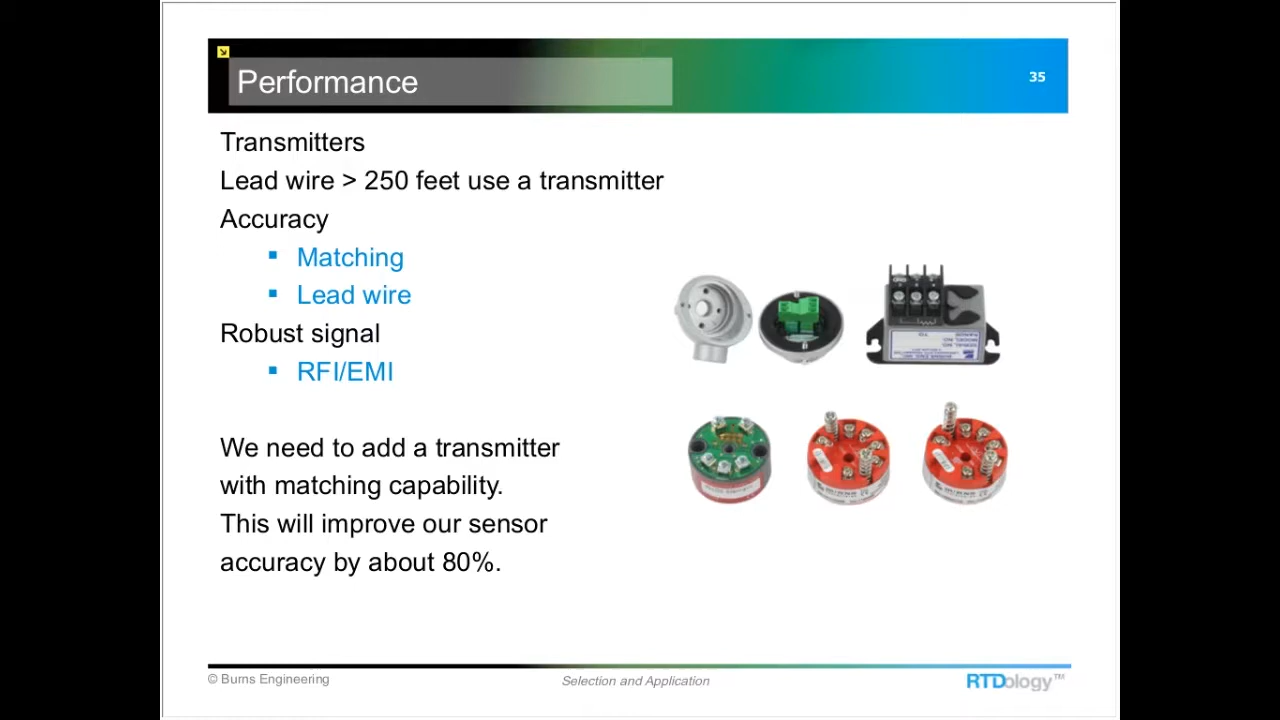 Performance
35
Transmitters
Lead wire > 250 feet use a transmitter
Accuracy
▪ Matching
▪ Lead wire
Robust signal
▪ RFI/EMI
We need to add a transmitter
with matching capability.
This will improve our sensor
accuracy by about 80%.
© Burns Engineering
Selection and Application
RTDology™